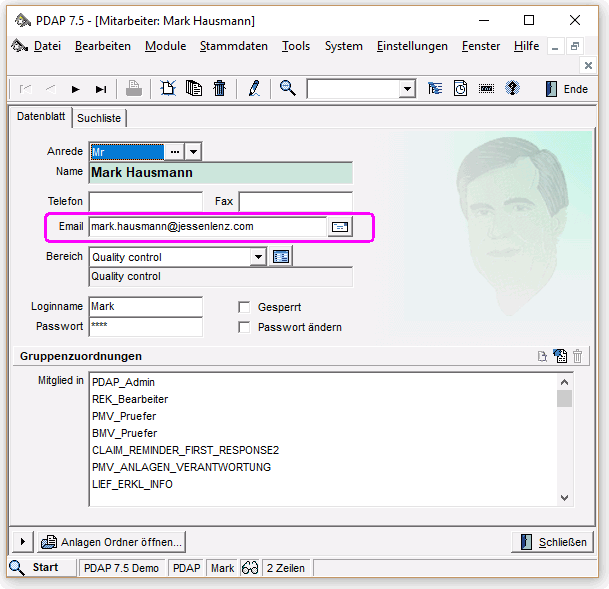 PDAP 7.5 - [Mitarbeiter: Mark Hausmann]
Datei Bearbeiten Module Stammdaten Tools System Einstellungen Fenster Hilfe
Ende
Datenblatt Suchliste
Anrede Mr
Name Mark Hausmann
Telefon Fax
Email mark.hausmann@jessenlenz.com
Bereich Quality control
Quality control
Loginname Mark Gesperrt
Passwort **** Passwort ändern
Gruppenzuordnungen
Mitglied in PDAP_Admin
REK_Bearbeiter
PMV_Pruefer
BMV_Pruefer
CLAIM_REMINDER_FIRST_RESPONSE2
PMV_ANLAGEN_VERANTWORTUNG
LIEF_ERKL_INFO
Anlagen Ordner öffnen... Schließen
Start PDAP 7.5 Demo PDAP Mark 2 Zeilen